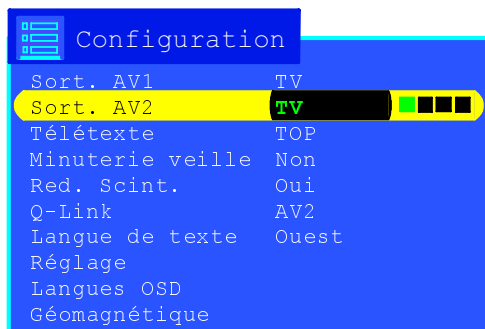 Configuration
Sort. AV1 TV
Sort. AV2 TV
Télétexte TOP
Minuterie veille Non
Red. Scint. Oui
Q-Link AV2
Langue de texte Ouest
Réglage
Langues OSD
Géomagnétique